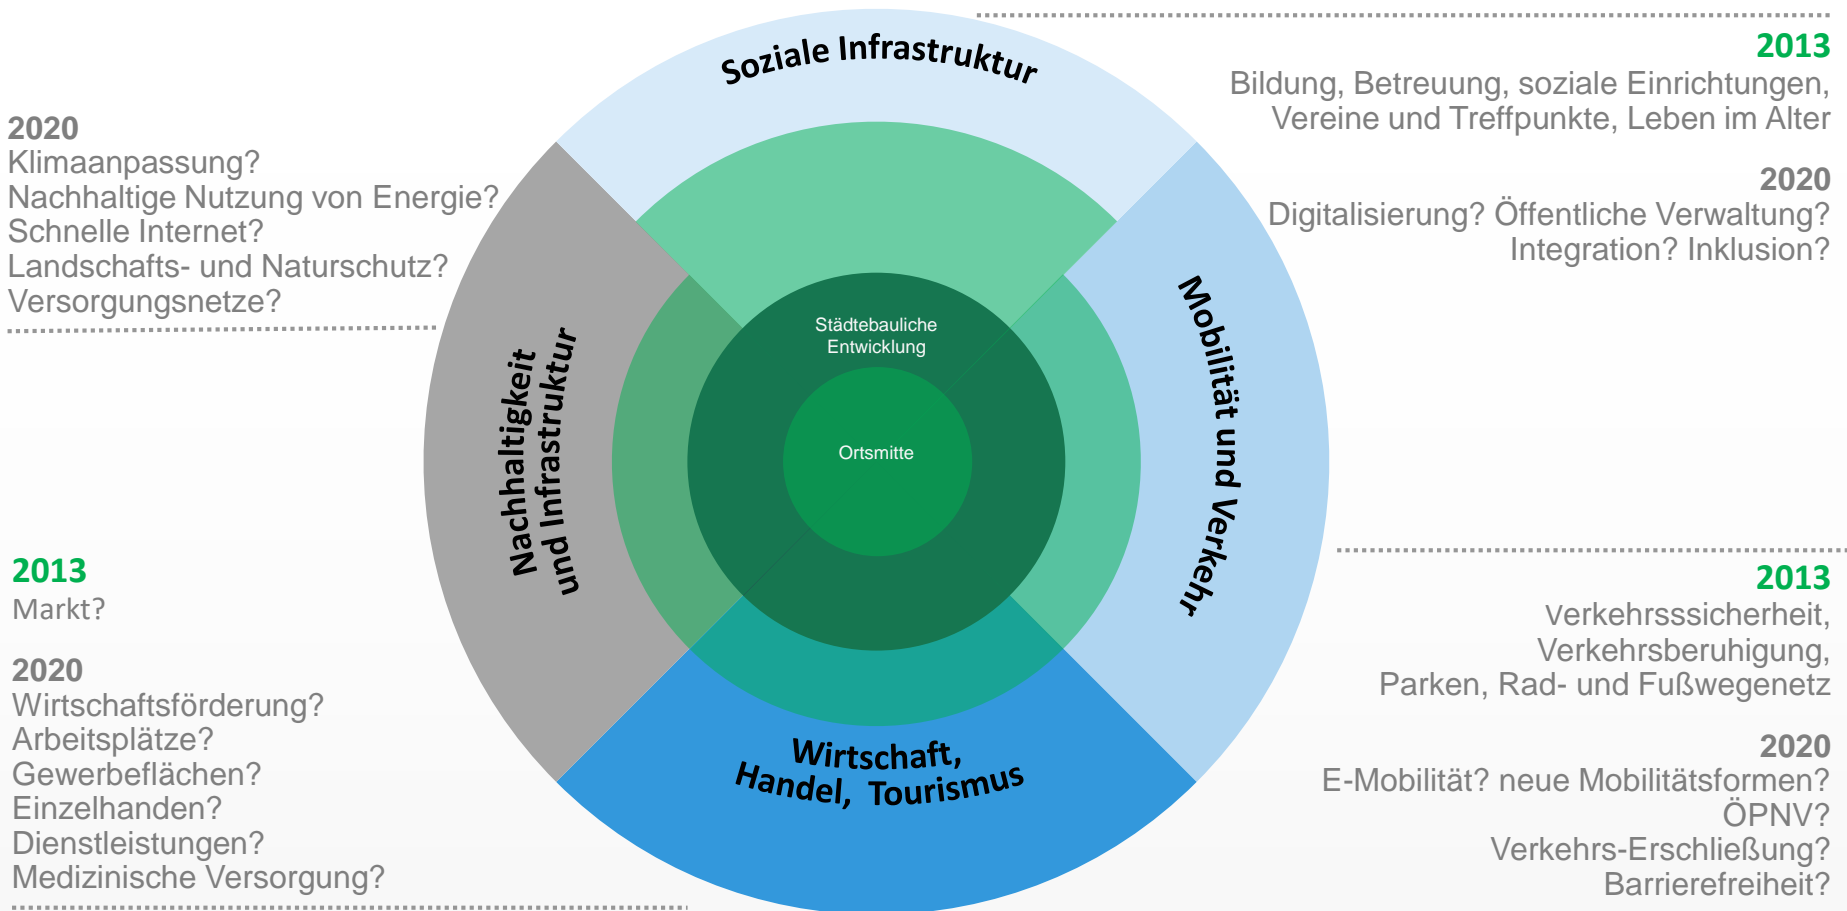 Soziale Infrastruktur
2013
Bildung, Betreuung, soziale Einrichtungen,
Vereine und Treffpunkte, Leben im Alter
2020
Digitalisierung? Öffentliche Verwaltung?
Integration? Inklusion?
2020
Klimaanpassung?
Nachhaltige Nutzung von Energie?
Schnelle Internet?
Landschafts- und Naturschutz?
Versorgungsnetze?
Nachhaltigkeit
und Infrastruktur
Städtebauliche
Entwicklung
Ortsmitte
Mobilität und Verkehr
2013
Markt?
2020
Wirtschaftsförderung?
Arbeitsplätze?
Gewerbeflächen?
Einzelhanden?
Dienstleistungen?
Medizinische Versorgung?
Wirtschaft,
Handel, Tourismus
2013
Verkehrsssicherheit,
Verkehrsberuhigung,
Parken, Rad- und Fußwegenetz
2020
E-Mobilität? neue Mobilitätsformen?
ÖPNV?
Verkehrs-Erschließung?
Barrierefreiheit?